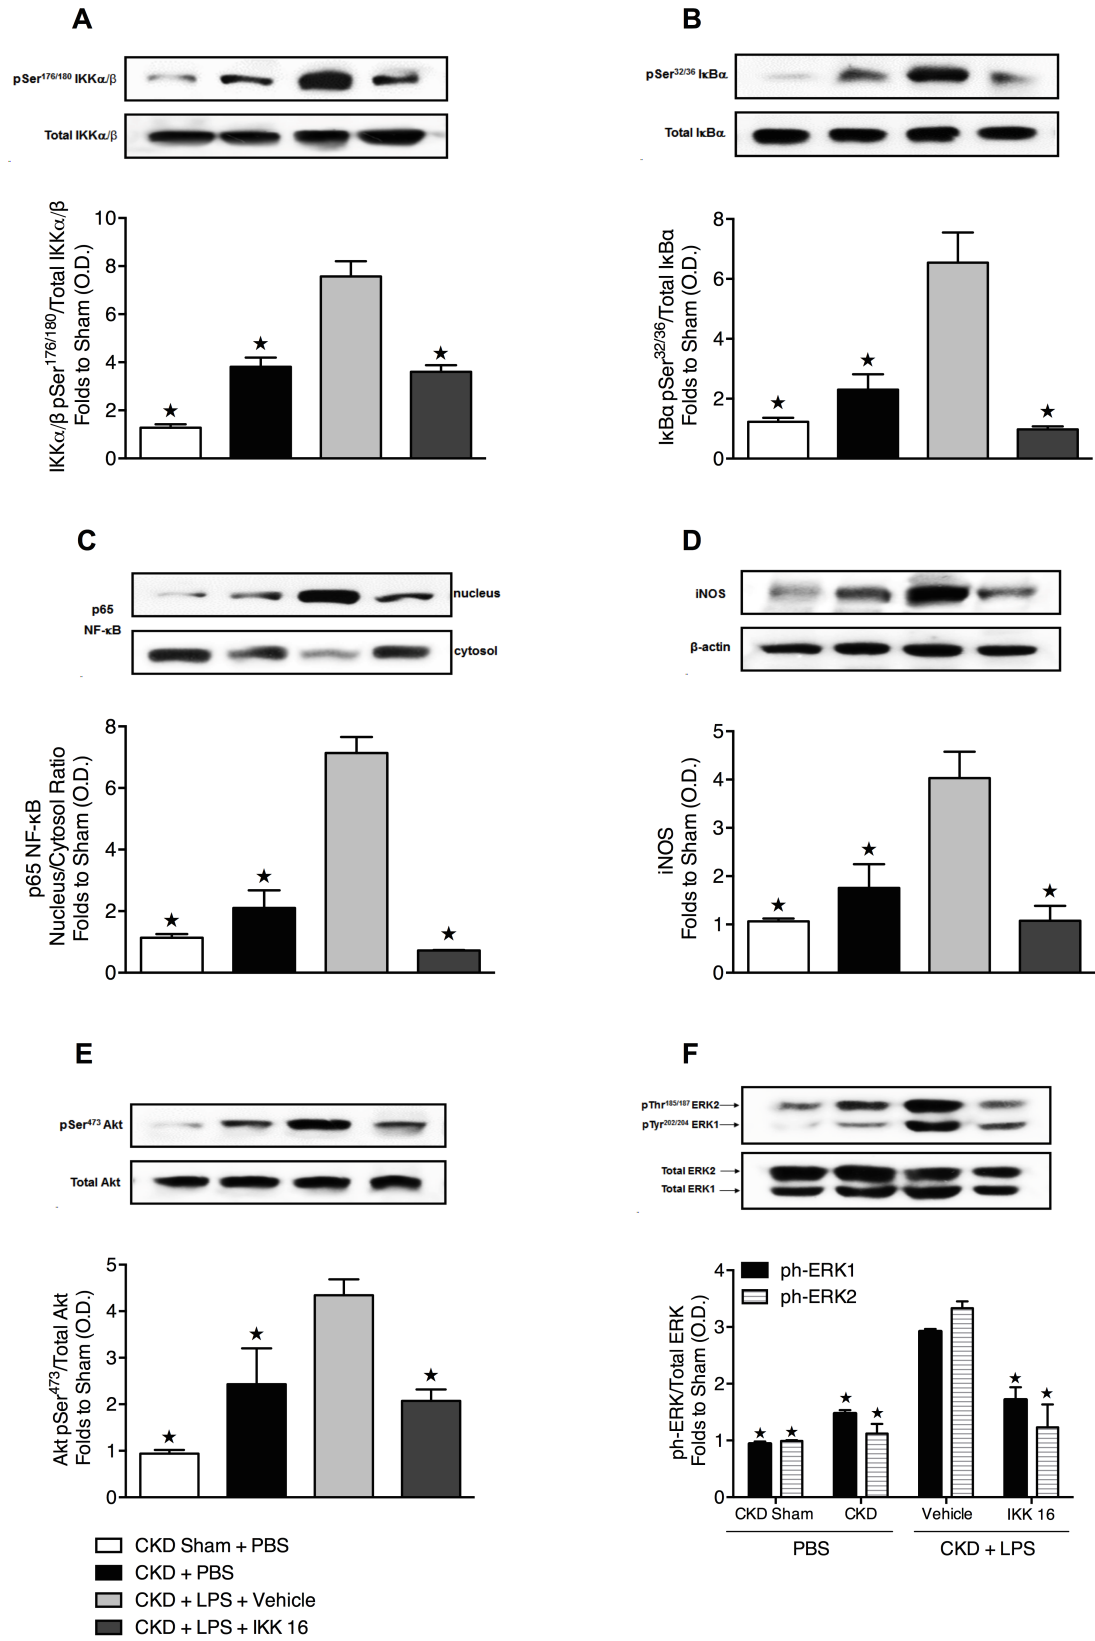 A
pSer176/180 IKKα/β
Total IKKα/β
IKKα/β pSer176/180/Total IKKα/β
Folds to Sham (O.D.)
10
8
6
4
2
0
★
★
★
B
pSer32/36 IκBα
Total IκBα
IκBα pSer32/36/Total IκBα
Folds to Sham (O.D.)
8
6
4
2
0
★
★
★
C
p65
NF-κB
nucleus
cytosol
p65 NF-κB
Nucleus/Cytosol Ratio
Folds to Sham (O.D.)
8
6
4
2
0
★
★
★
D
iNOS
β-actin
iNOS
Folds to Sham (O.D.)
5
4
3
2
1
0
★
★
★
E
pSer473 Akt
Total Akt
Akt pSer473/Total Akt
Folds to Sham (O.D.)
5
4
3
2
1
0
★
★
★
F
pThr185/187 ERK2
pTyr202/204 ERK1
Total ERK2
Total ERK1
ph-ERK/Total ERK
Folds to Sham (O.D.)
4
3
2
1
0
ph-ERK1
ph-ERK2
★ ★
★ ★
★ ★
CKD Sham CKD Vehicle IKK 16
PBS CKD + LPS
CKD Sham + PBS
CKD + PBS
CKD + LPS + Vehicle
CKD + LPS + IKK 16